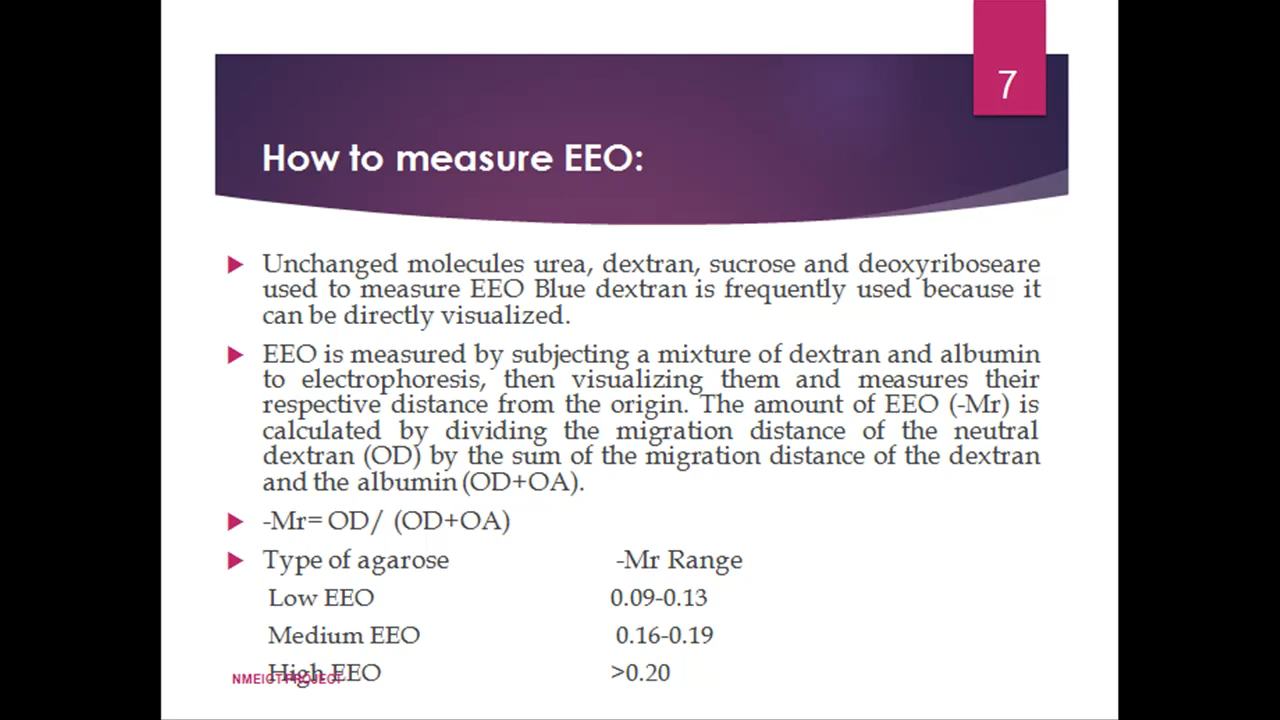 7
How to measure EEO:
Unchanged molecules urea, dextran, sucrose and deoxyriboseare
used to measure EEO Blue dextran is frequently used because it
can be directly visualized.
EEO is measured by subjecting a mixture of dextran and albumin
to electrophoresis, then visualizing them and measures their
respective distance from the origin. The amount of EEO (-Mr) is
calculated by dividing the migration distance of the neutral
dextran (OD) by the sum of the migration distance of the dextran
and the albumin (OD+OA).
-Mr= OD/ (OD+OA)
Type of agarose -Mr Range
Low EEO 0.09-0.13
Medium EEO 0.16-0.19
High EEO >0.20
NMEICT PROJECT